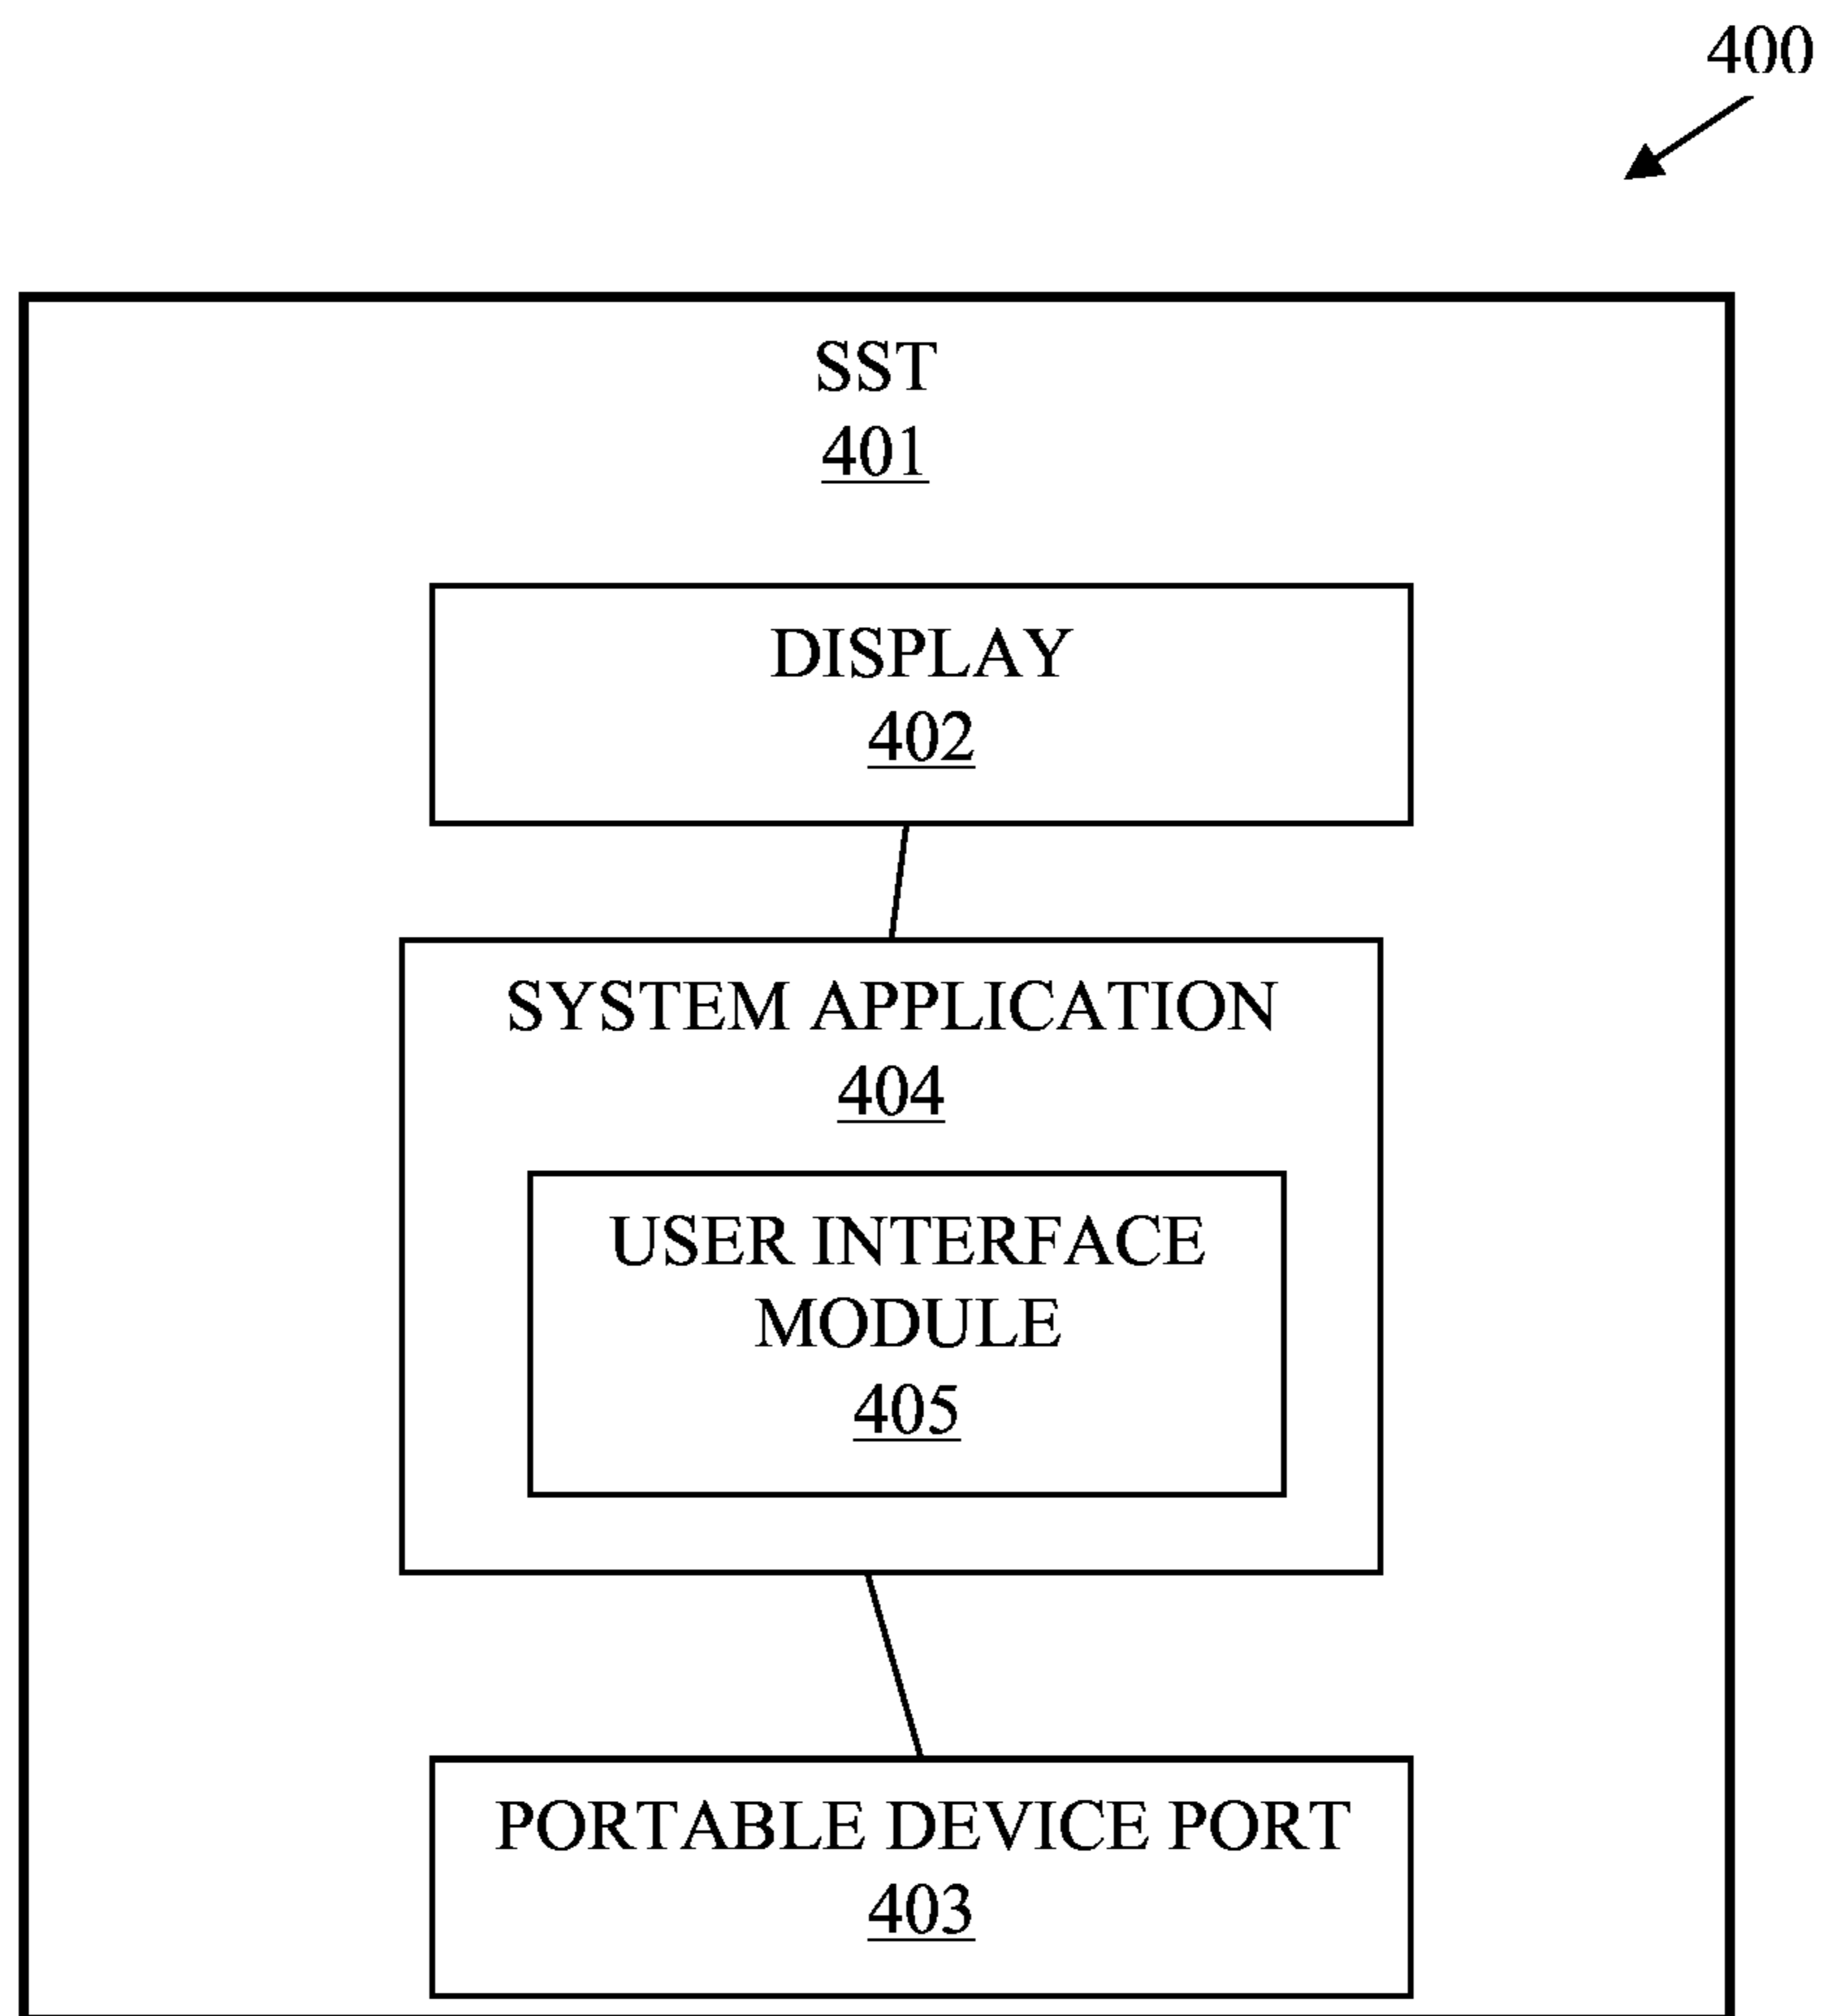 400
SST
401
DISPLAY
402
SYSTEM APPLICATION
404
USER INTERFACE
MODULE
405
PORTABLE DEVICE PORT
403